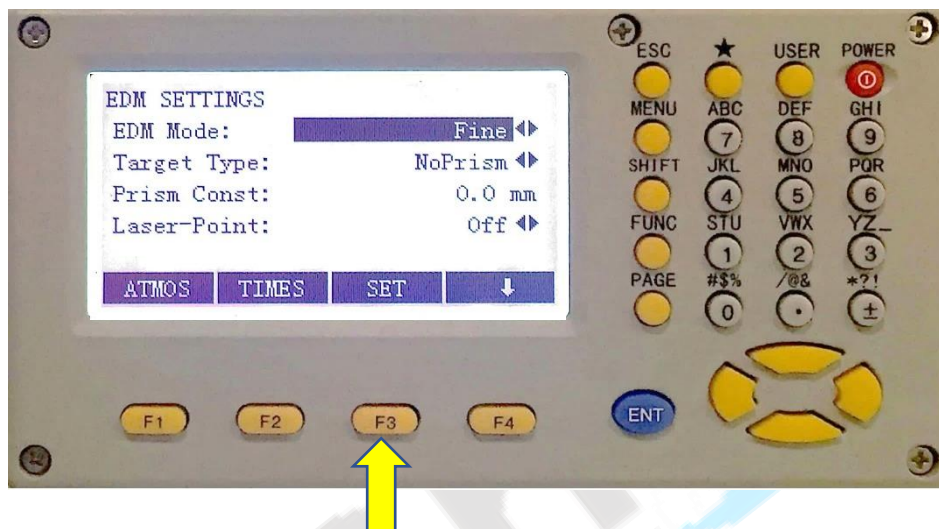 EDM SETTINGS
EDM Mode: Fine
Target Type: NoPrism
Prism Const: 0.0 mm
Laser-Point: Off
ATMOS TIMES SET
F1 F2 F3 F4
ESC ★ USER POWER
MENU ABC DEF GHI
7 8 9
SHIFT JKL MNO PQR
4 5 6
FUNC STU VWX YZ_
1 2 3
PAGE #$% /@& *?!
0 . ±
ENT